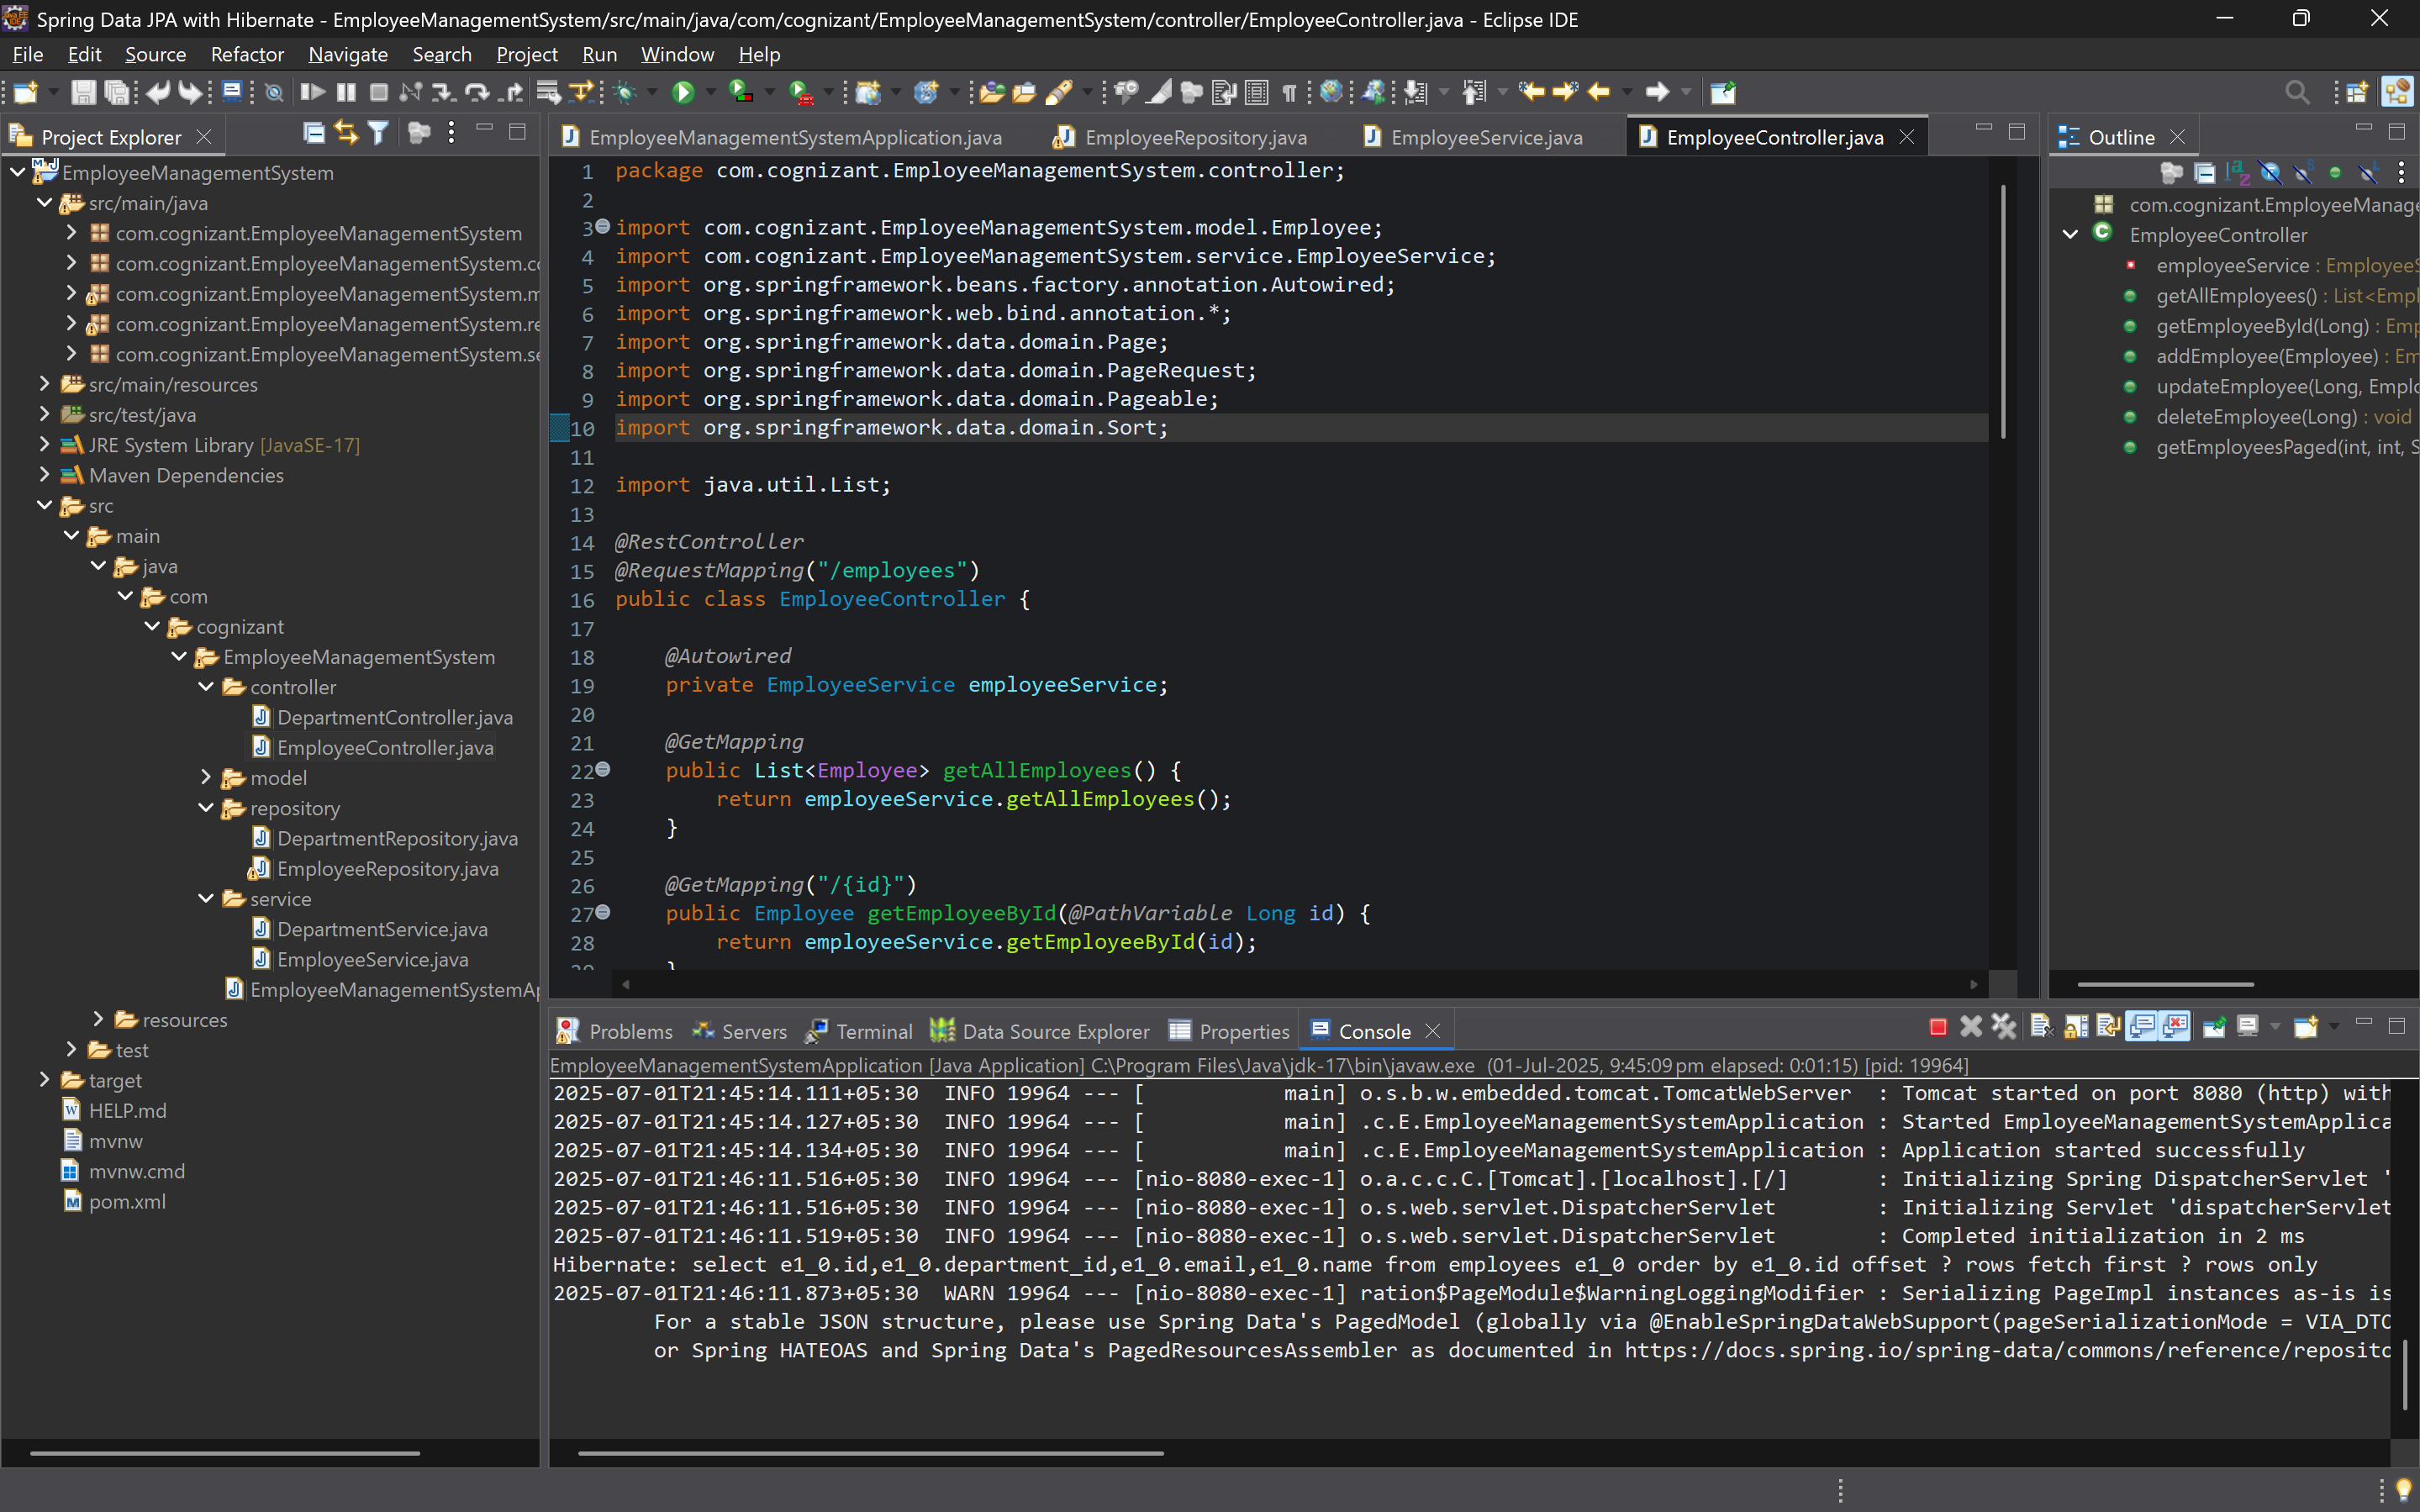 Spring Data JPA with Hibernate - EmployeeManagementSystem/src/main/java/com/cognizant/EmployeeManagementSystem/controller/EmployeeController.java - Eclipse IDE
File Edit Source Refactor Navigate Search Project Run Window Help
Project Explorer
EmployeeManagementSystem
src/main/java
com.cognizant.EmployeeManagementSystem
com.cognizant.EmployeeManagementSystem.co
com.cognizant.EmployeeManagementSystem.m
com.cognizant.EmployeeManagementSystem.re
com.cognizant.EmployeeManagementSystem.se
src/main/resources
src/test/java
JRE System Library [JavaSE-17]
Maven Dependencies
src
main
java
com
cognizant
EmployeeManagementSystem
controller
DepartmentController.java
EmployeeController.java
model
repository
DepartmentRepository.java
EmployeeRepository.java
service
DepartmentService.java
EmployeeService.java
EmployeeManagementSystemAp
resources
test
target
HELP.md
mvnw
mvnw.cmd
pom.xml
EmployeeManagementSystemApplication.java EmployeeRepository.java EmployeeService.java EmployeeController.java
1 package com.cognizant.EmployeeManagementSystem.controller;
2
3 import com.cognizant.EmployeeManagementSystem.model.Employee;
4 import com.cognizant.EmployeeManagementSystem.service.EmployeeService;
5 import org.springframework.beans.factory.annotation.Autowired;
6 import org.springframework.web.bind.annotation.*;
7 import org.springframework.data.domain.Page;
8 import org.springframework.data.domain.PageRequest;
9 import org.springframework.data.domain.Pageable;
10 import org.springframework.data.domain.Sort;
11
12 import java.util.List;
13
14 @RestController
15 @RequestMapping("/employees")
16 public class EmployeeController {
17
18 @Autowired
19 private EmployeeService employeeService;
20
21 @GetMapping
22 public List<Employee> getAllEmployees() {
23 return employeeService.getAllEmployees();
24 }
25
26 @GetMapping("/{id}")
27 public Employee getEmployeeById(@PathVariable Long id) {
28 return employeeService.getEmployeeById(id);
29 }
Outline
com.cognizant.EmployeeManage
EmployeeController
employeeService : EmployeeS
getAllEmployees() : List<Empl
getEmployeeById(Long) : Emp
addEmployee(Employee) : Em
updateEmployee(Long, Emplo
deleteEmployee(Long) : void
getEmployeesPaged(int, int, S
Problems Servers Terminal Data Source Explorer Properties Console
EmployeeManagementSystemApplication [Java Application] C:\Program Files\Java\jdk-17\bin\javaw.exe (01-Jul-2025, 9:45:09 pm elapsed: 0:01:15) [pid: 19964]
2025-07-01T21:45:14.111+05:30 INFO 19964 --- [ main] o.s.b.w.embedded.tomcat.TomcatWebServer : Tomcat started on port 8080 (http) with
2025-07-01T21:45:14.127+05:30 INFO 19964 --- [ main] .c.E.EmployeeManagementSystemApplication : Started EmployeeManagementSystemApplica
2025-07-01T21:45:14.134+05:30 INFO 19964 --- [ main] .c.E.EmployeeManagementSystemApplication : Application started successfully
2025-07-01T21:46:11.516+05:30 INFO 19964 --- [nio-8080-exec-1] o.a.c.c.C.[Tomcat].[localhost].[/] : Initializing Spring DispatcherServlet '
2025-07-01T21:46:11.516+05:30 INFO 19964 --- [nio-8080-exec-1] o.s.web.servlet.DispatcherServlet : Initializing Servlet 'dispatcherServlet
2025-07-01T21:46:11.519+05:30 INFO 19964 --- [nio-8080-exec-1] o.s.web.servlet.DispatcherServlet : Completed initialization in 2 ms
Hibernate: select e1_0.id,e1_0.department_id,e1_0.email,e1_0.name from employees e1_0 order by e1_0.id offset ? rows fetch first ? rows only
2025-07-01T21:46:11.873+05:30 WARN 19964 --- [nio-8080-exec-1] ration$PageModule$WarningLoggingModifier : Serializing PageImpl instances as-is is
For a stable JSON structure, please use Spring Data's PagedModel (globally via @EnableSpringDataWebSupport(pageSerializationMode = VIA_DTO
or Spring HATEOAS and Spring Data's PagedResourcesAssembler as documented in https://docs.spring.io/spring-data/commons/reference/reposito